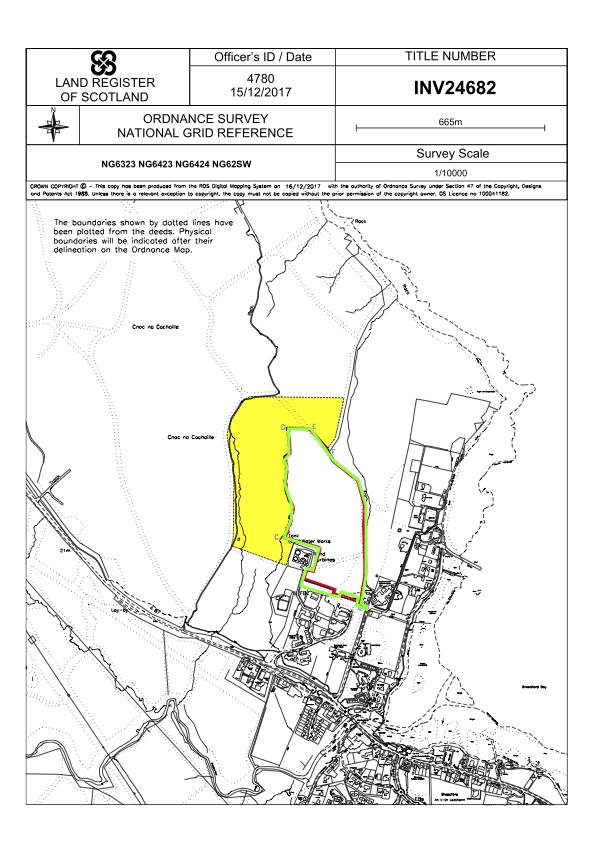 LAND REGISTER
OF SCOTLAND
Officer's ID / Date
4780
15/12/2017
TITLE NUMBER
INV24682
N
ORDNANCE SURVEY
NATIONAL GRID REFERENCE
665m
NG6323 NG6423 NG6424 NG62SW
Survey Scale
1/10000
CROWN COPYRIGHT © – This copy has been produced from the ROS Digital Mapping System on 16/12/2017 with the authority of Ordnance Survey under Section 47 of the Copyright, Designs
and Patents Act 1988. Unless there is a relevant exception to copyright, the copy must not be copied without the prior permission of the copyright owner. OS Licence no 100041182.
The boundaries shown by dotted lines have
been plotted from the deeds. Physical
boundaries will be indicated after their
delineation on the Ordnance Map.
Rock
Cnoc na Cachaille
Cnoc na Cachaille
D
E
C
Water Works
21m
Lay-By
Broadford Bay
Broadford
An t-Ath Leathann